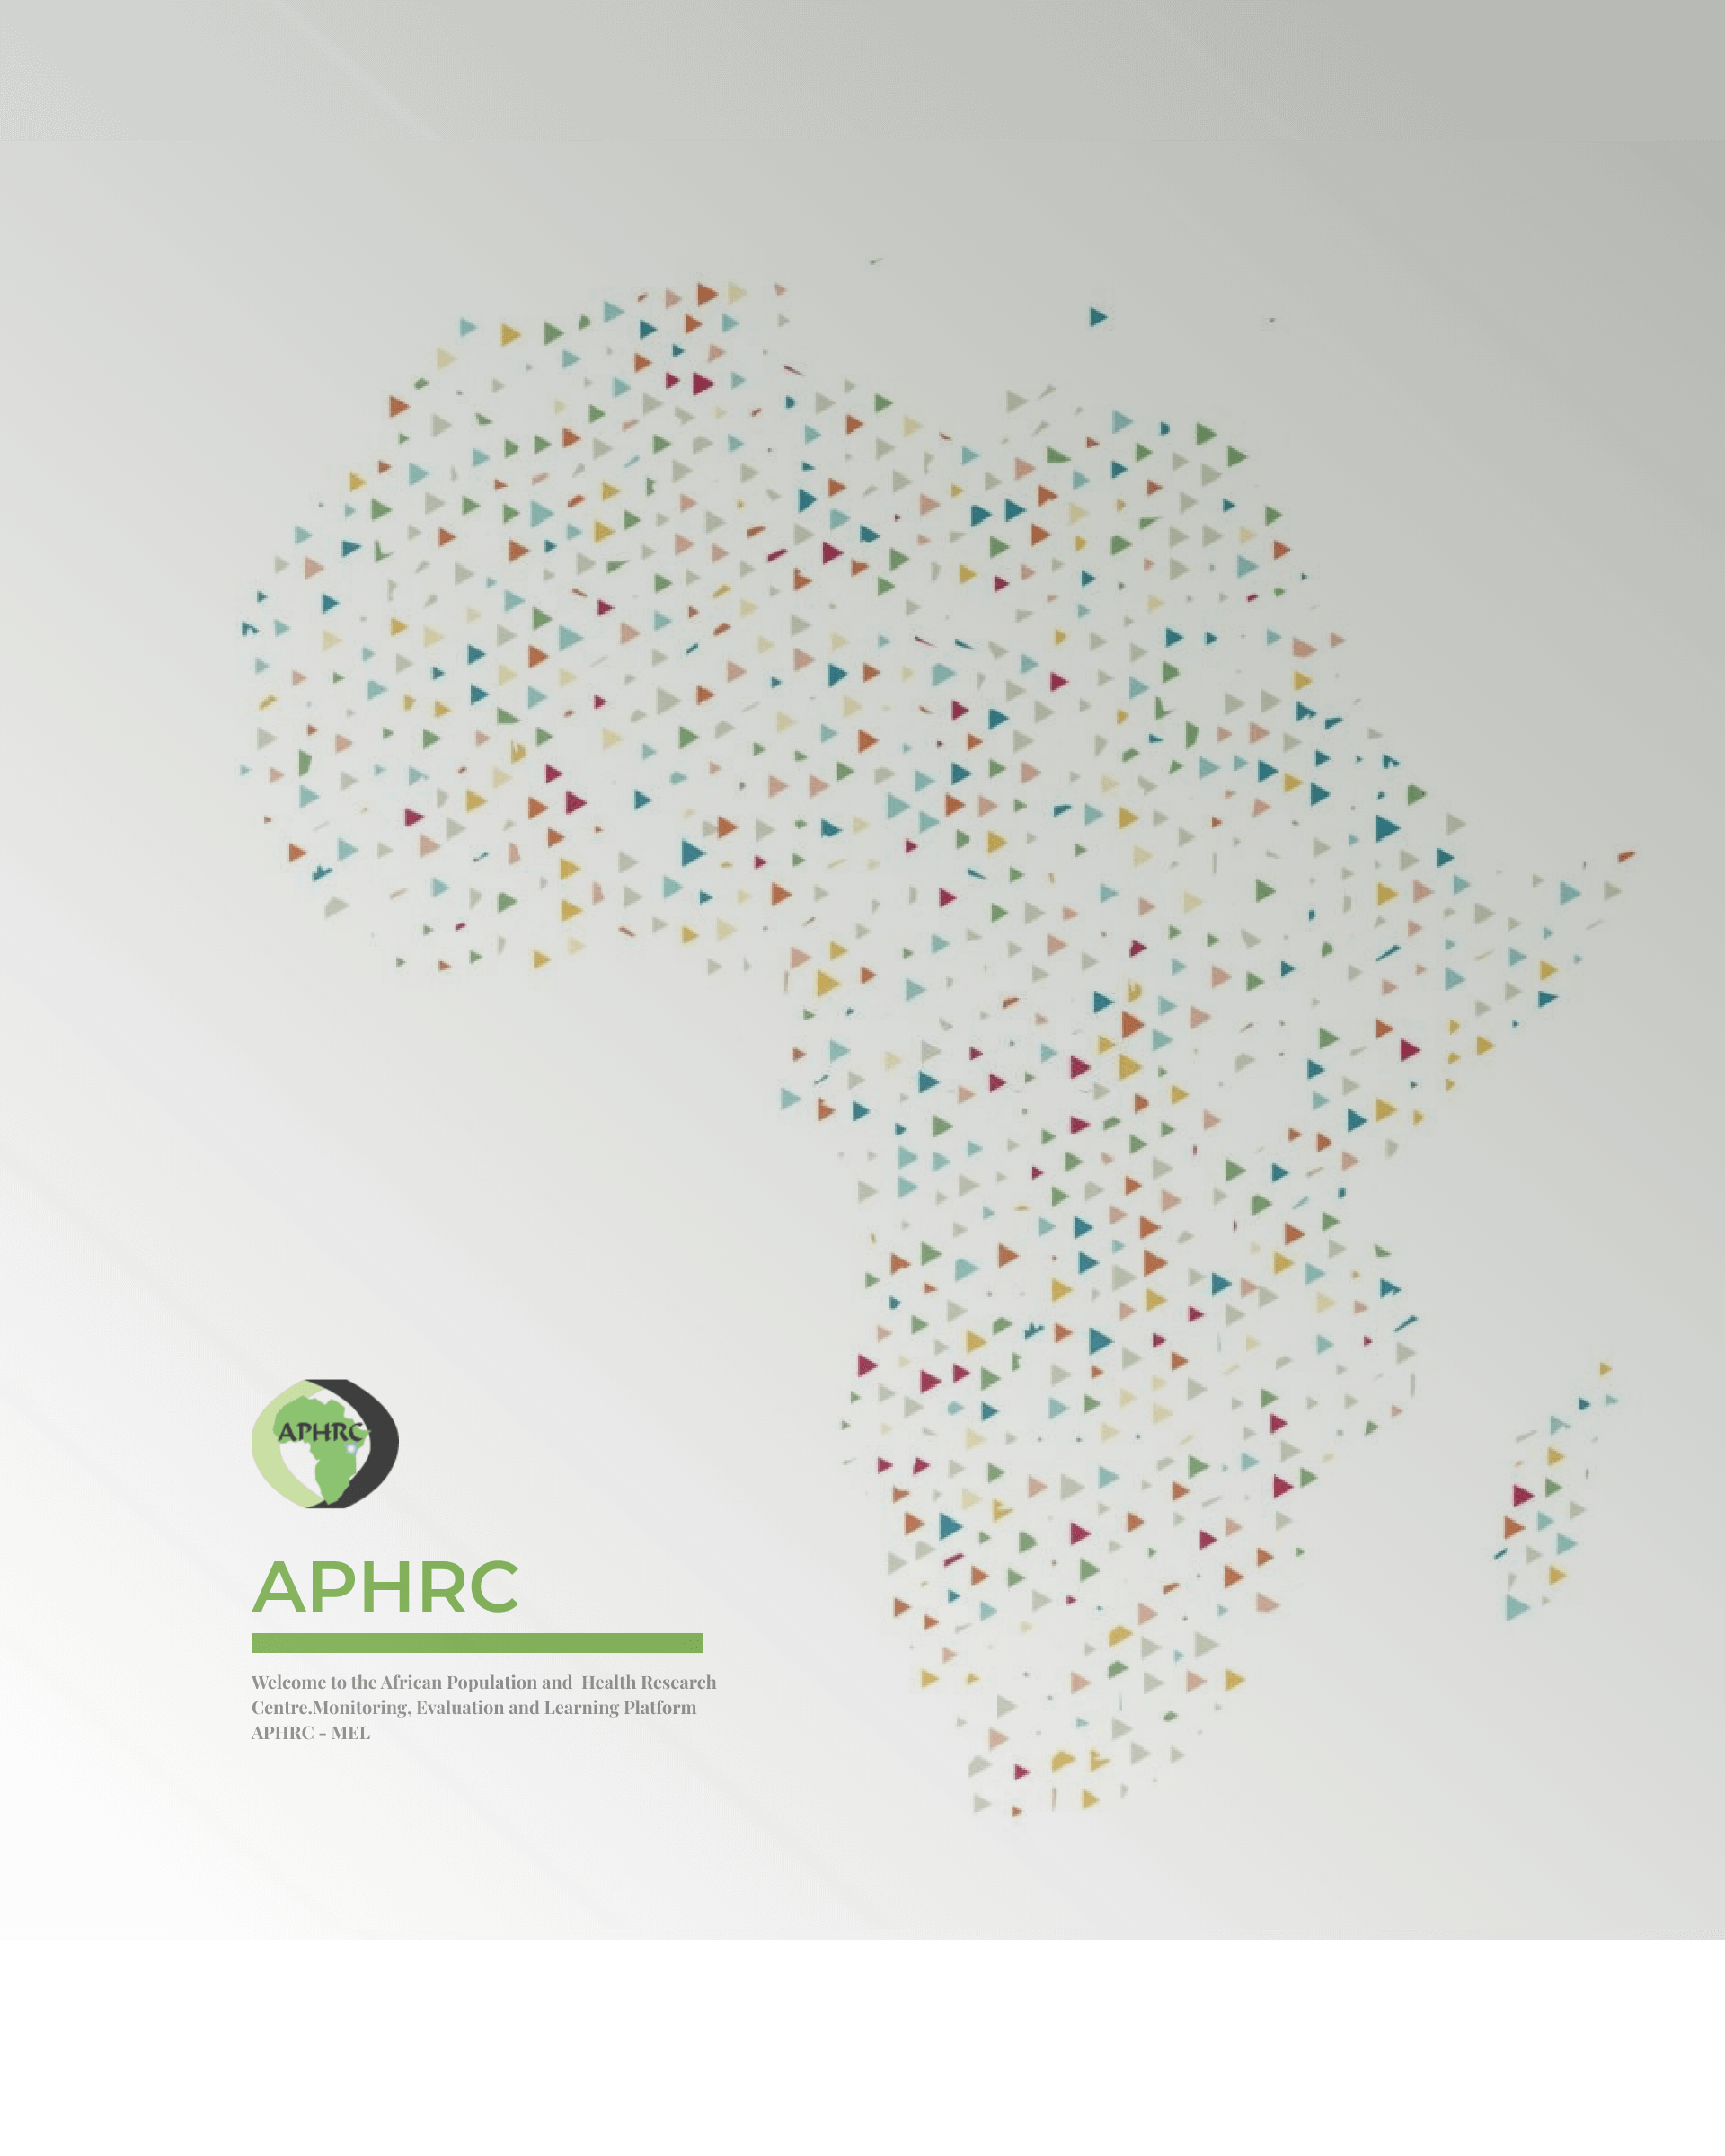 APHRC
APHRC
Welcome to the African Population and  Health Research
Centre.Monitoring, Evaluation and Learning Platform
APHRC - MEL